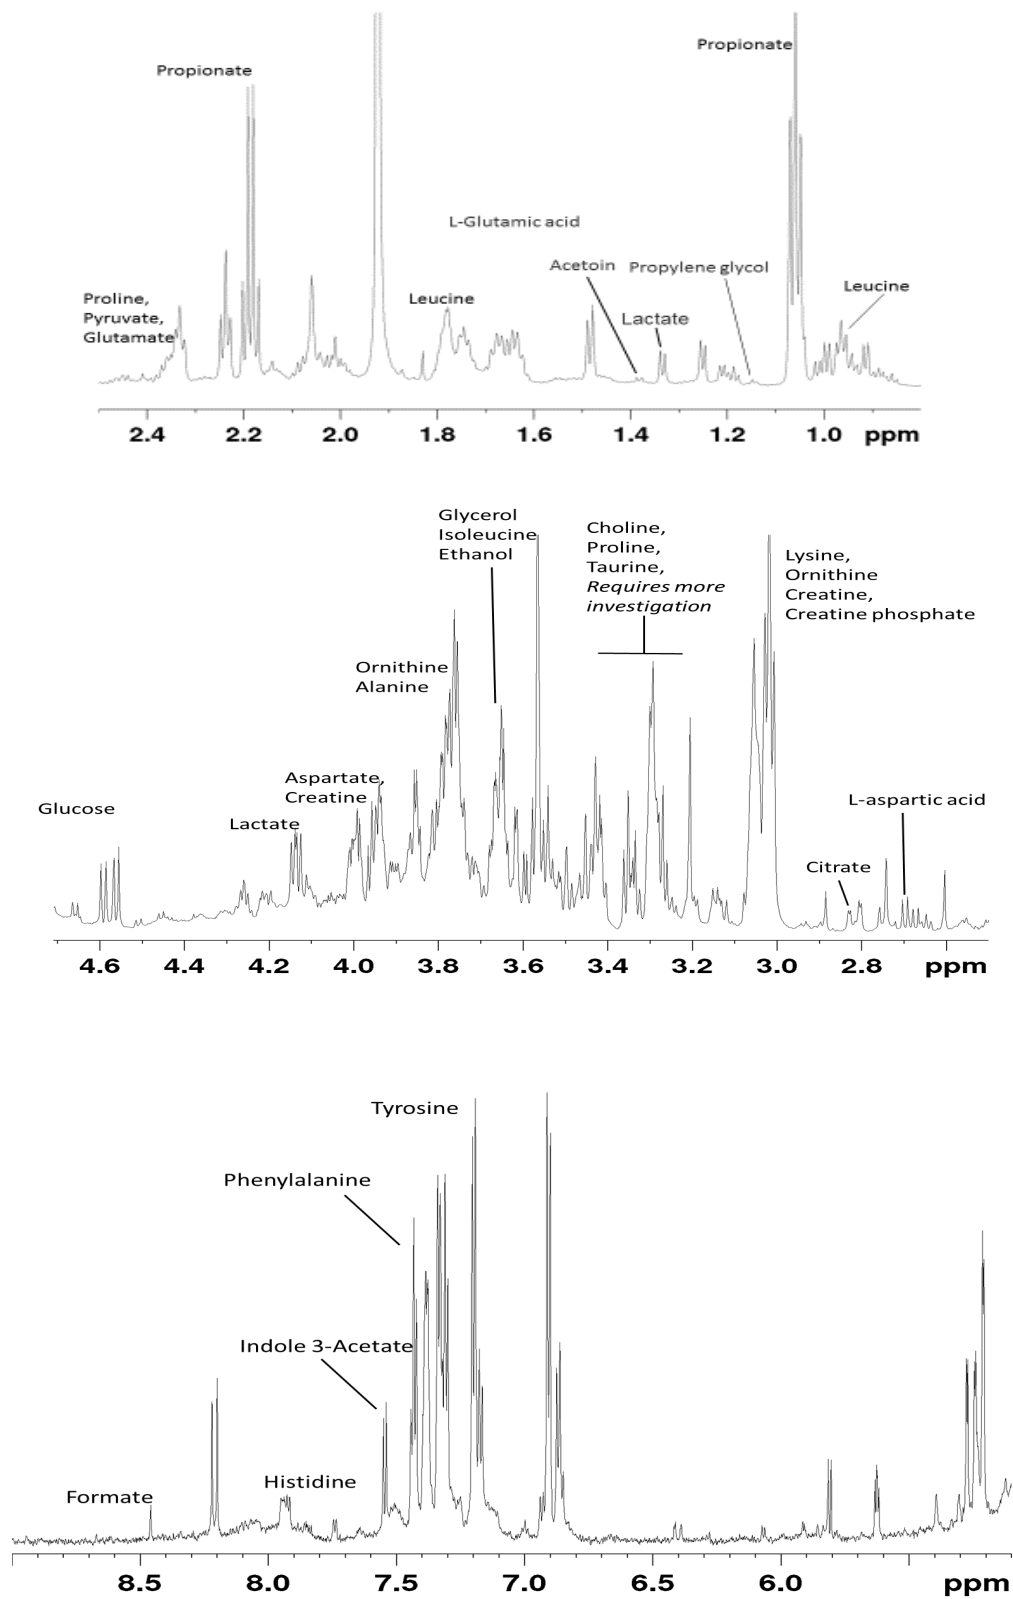 Propionate
Propionate
L-Glutamic acid
Acetoin
Propylene glycol
Proline,
Pyruvate,
Glutamate
Leucine
Lactate
Leucine
2.4 2.2 2.0 1.8 1.6 1.4 1.2 1.0 ppm
Glycerol
Isoleucine
Ethanol
Choline,
Proline,
Taurine,
Requires more
investigation
Lysine,
Ornithine
Creatine,
Creatine phosphate
Ornithine
Alanine
Aspartate,
Creatine
Glucose
Lactate
L-aspartic acid
Citrate
4.6 4.4 4.2 4.0 3.8 3.6 3.4 3.2 3.0 2.8 ppm
Tyrosine
Phenylalanine
Indole 3-Acetate
Histidine
Formate
8.5 8.0 7.5 7.0 6.5 6.0 ppm